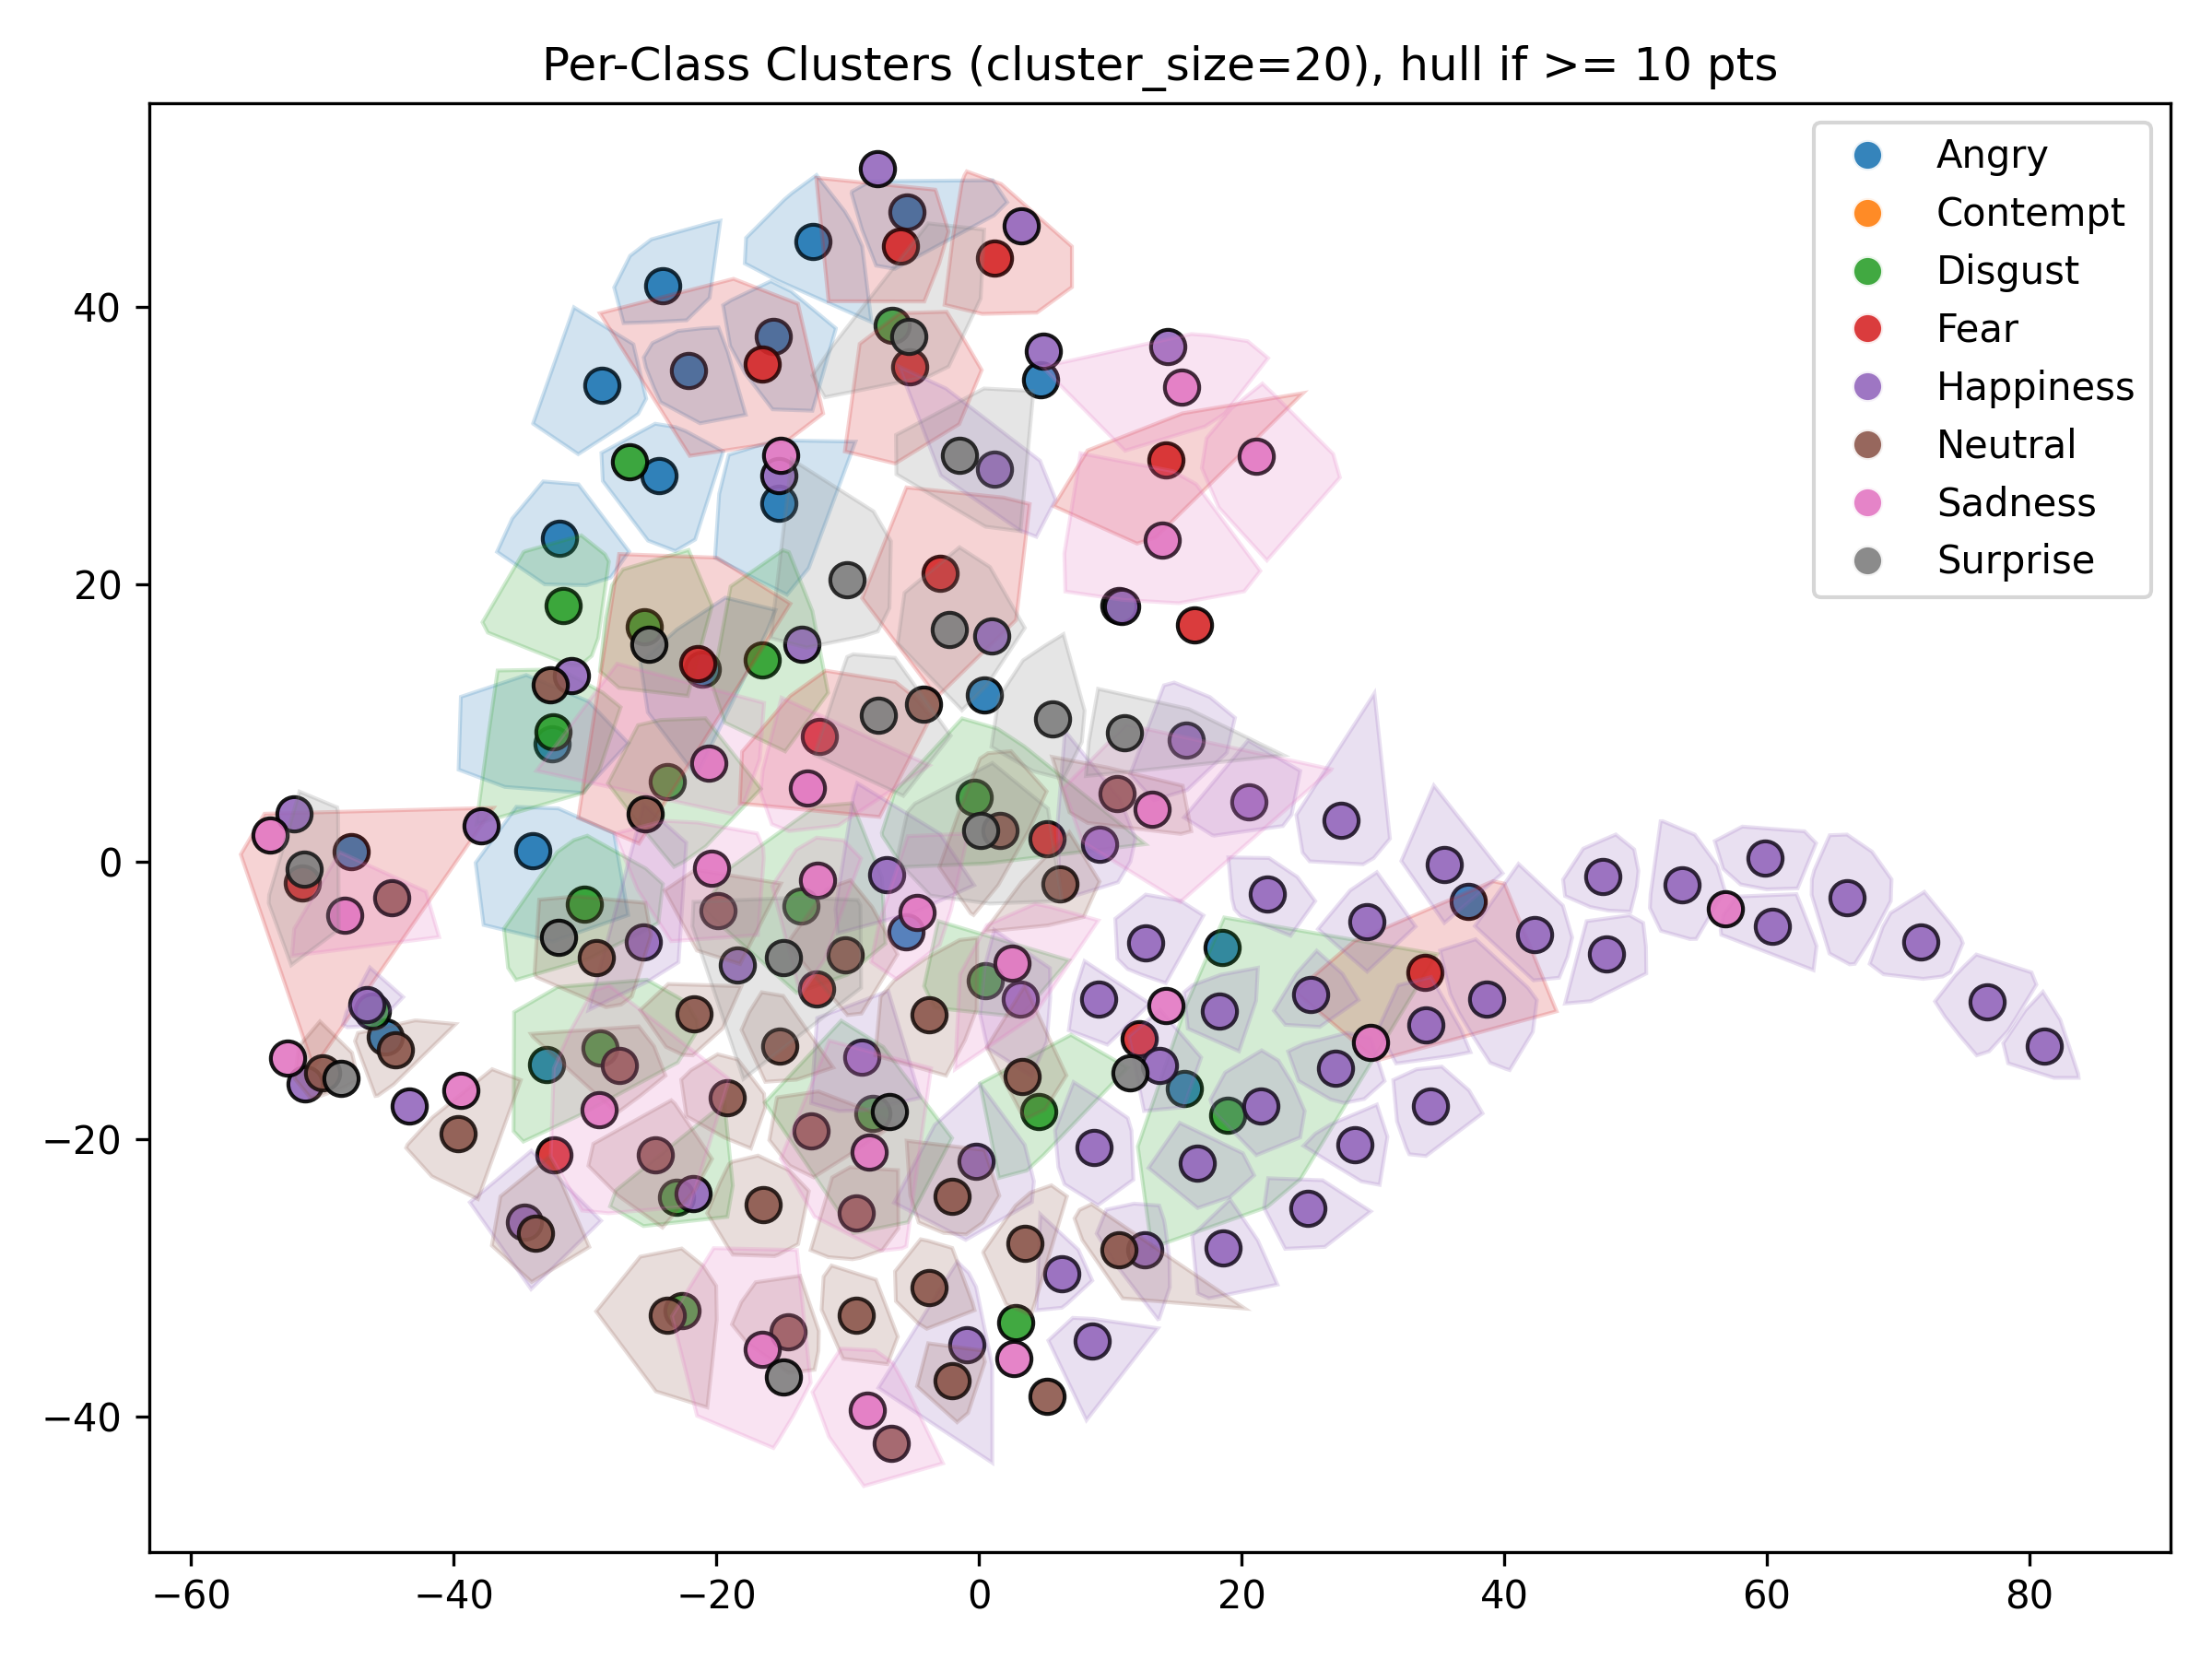 Per-Class Clusters (cluster_size=20), hull if >= 10 pts
Angry
Contempt
Disgust
Fear
Happiness
Neutral
Sadness
Surprise
40
20
0
−20
−40
−60 −40 −20 0 20 40 60 80